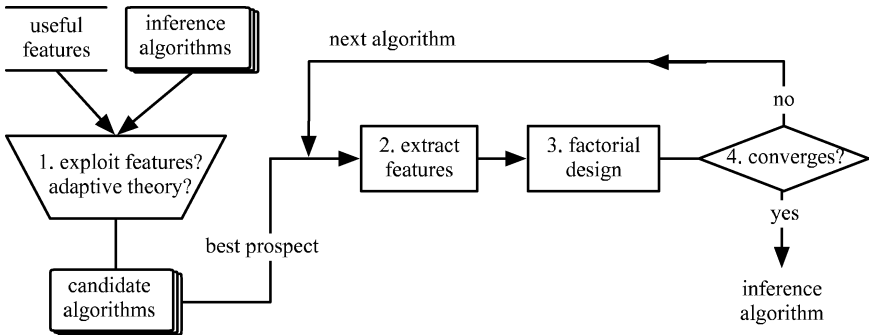 useful
features
inference
algorithms
next algorithm
no
1. exploit features?
adaptive theory?
2. extract
features
3. factorial
design
4. converges?
yes
best prospect
candidate
algorithms
inference
algorithm